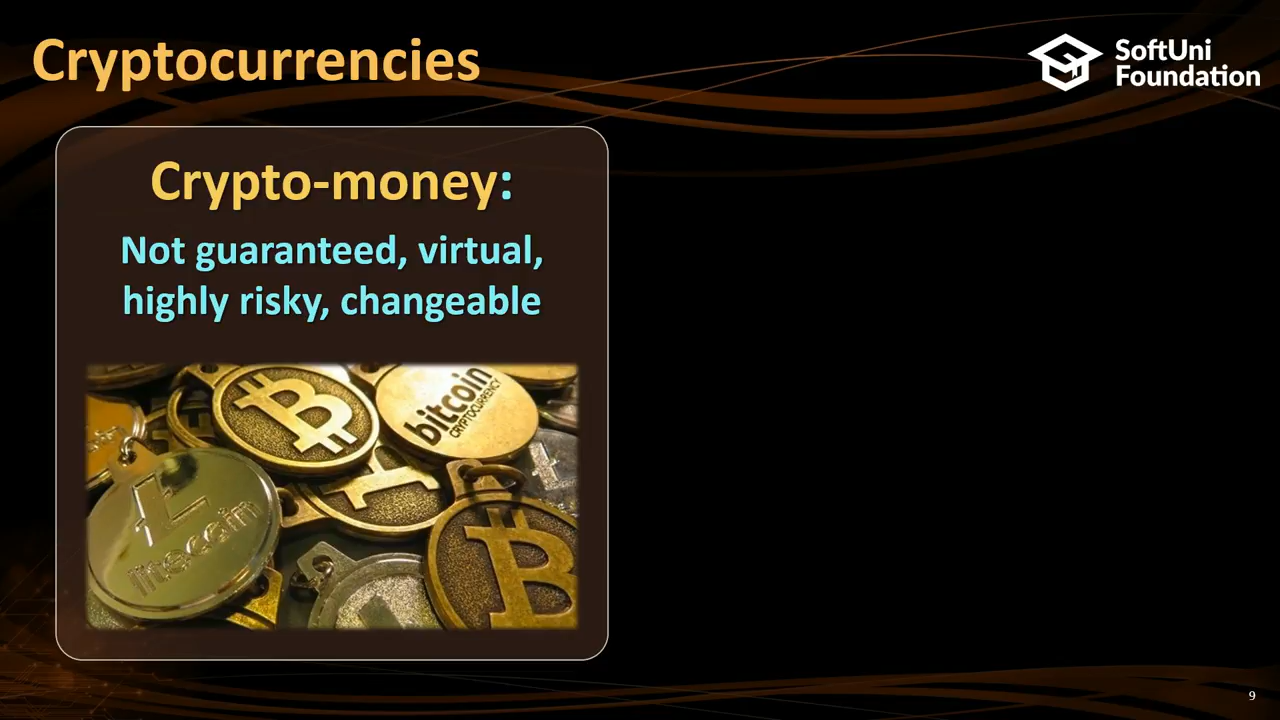 Cryptocurrencies
SoftUni
Foundation
Crypto-money:
Not guaranteed, virtual,
highly risky, changeable
bitcoin
CRYPTOCURRENCY
litecoin
9